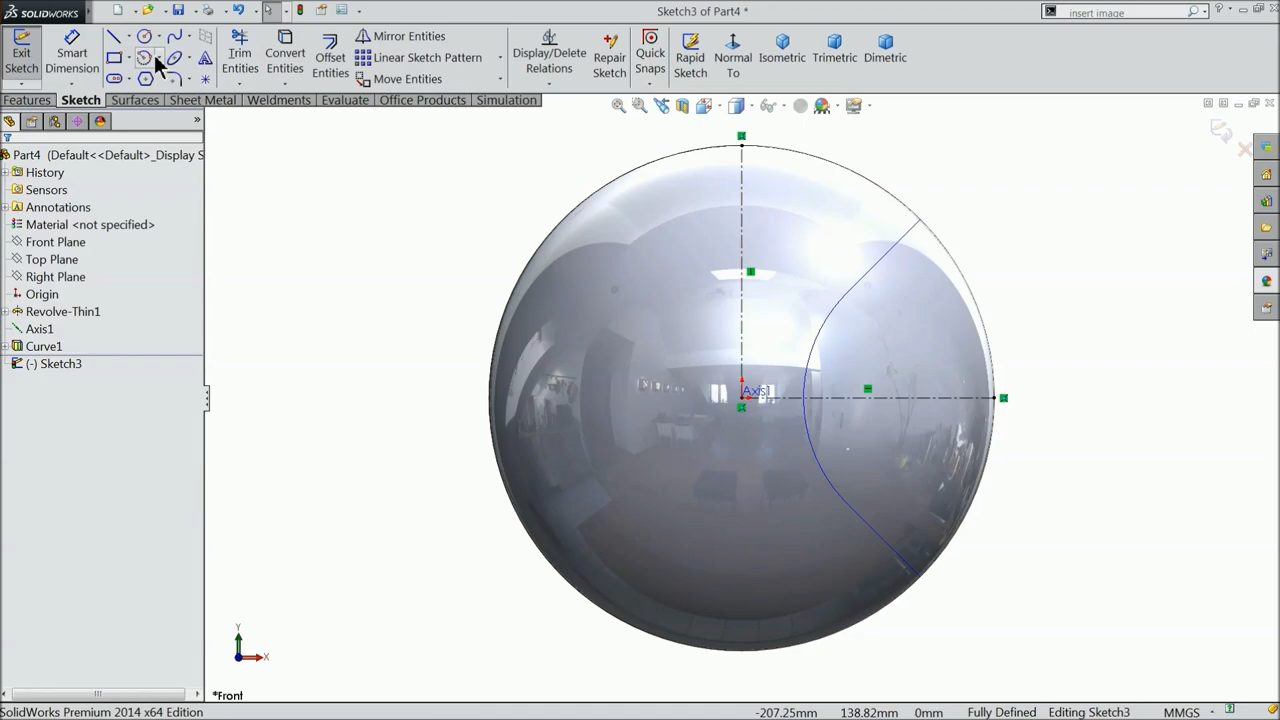 SOLIDWORKS
Sketch3 of Part4 *
insert image
Exit Sketch
Smart Dimension
Trim Entities
Convert Entities
Offset Entities
Mirror Entities
Linear Sketch Pattern
Move Entities
Display/Delete Relations
Repair Sketch
Quick Snaps
Rapid Sketch
Normal To
Isometric
Trimetric
Dimetric
Features Sketch Surfaces Sheet Metal Weldments Evaluate Office Products Simulation
Part4 (Default<<Default>_Display S
History
Sensors
Annotations
Material <not specified>
Front Plane
Top Plane
Right Plane
Origin
Revolve-Thin1
Axis1
Curve1
(-) Sketch3
Axis1
Y
X
*Front
SolidWorks Premium 2014 x64 Edition
-207.25mm 138.82mm 0mm Fully Defined Editing Sketch3 MMGS